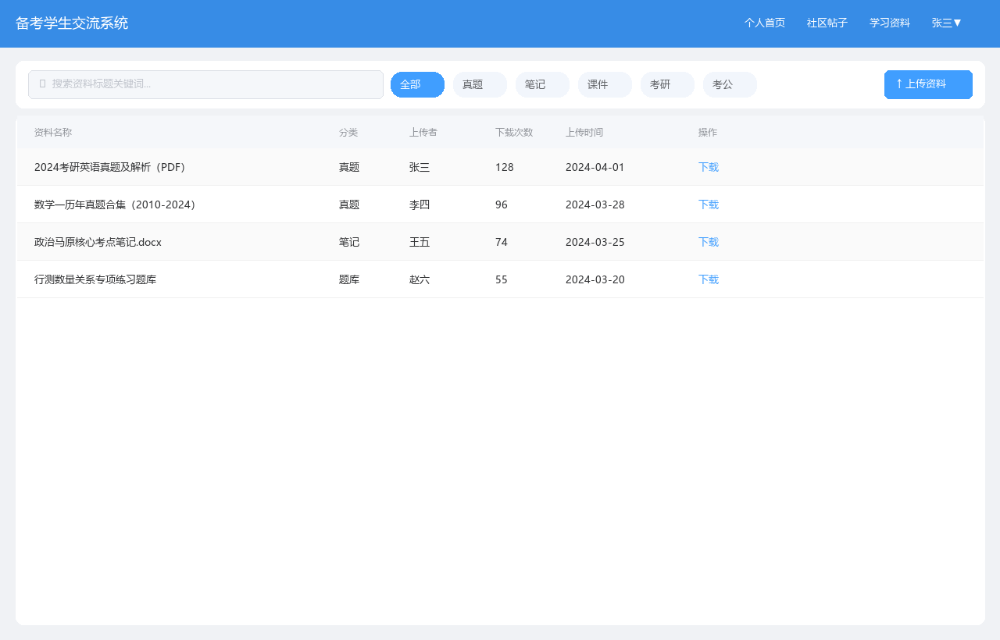 备考学生交流系统 个人首页 社区帖子 学习资料 张三▼
搜索资料标题关键词... 全部 真题 笔记 课件 考研 考公 ↑ 上传资料
资料名称 分类 上传者 下载次数 上传时间 操作
2024考研英语真题及解析（PDF） 真题 张三 128 2024-04-01 下载
数学一历年真题合集（2010-2024） 真题 李四 96 2024-03-28 下载
政治马原核心考点笔记.docx 笔记 王五 74 2024-03-25 下载
行测数量关系专项练习题库 题库 赵六 55 2024-03-20 下载